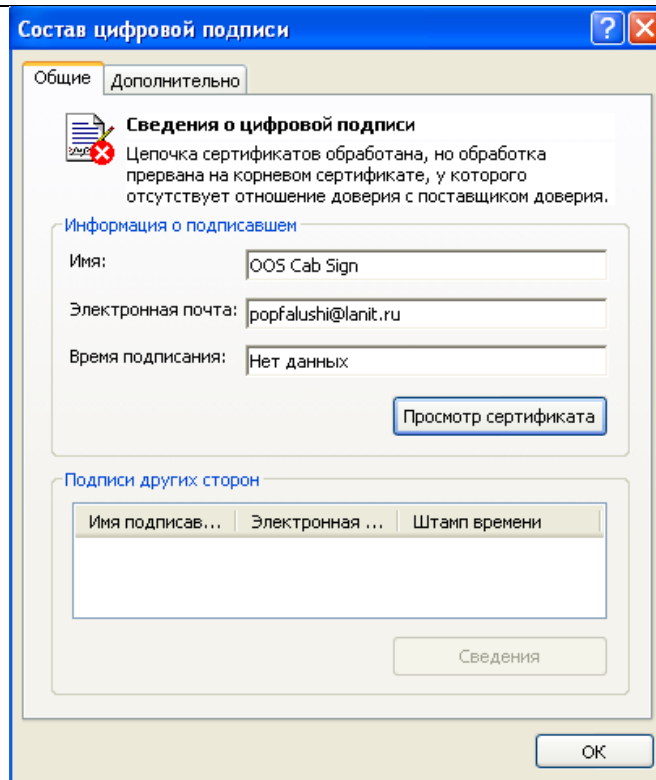 Состав цифровой подписи
Общие
Дополнительно
Сведения о цифровой подписи
Цепочка сертификатов обработана, но обработка
прервана на корневом сертификате, у которого
отсутствует отношение доверия с поставщиком доверия.
Информация о подписавшем
Имя:
OOS Cab Sign
Электронная почта:
popfalushi@lanit.ru
Время подписания:
Нет данных
Просмотр сертификата
Подписи других сторон
Имя подписав...
Электронная ...
Штамп времени
Сведения
ОК